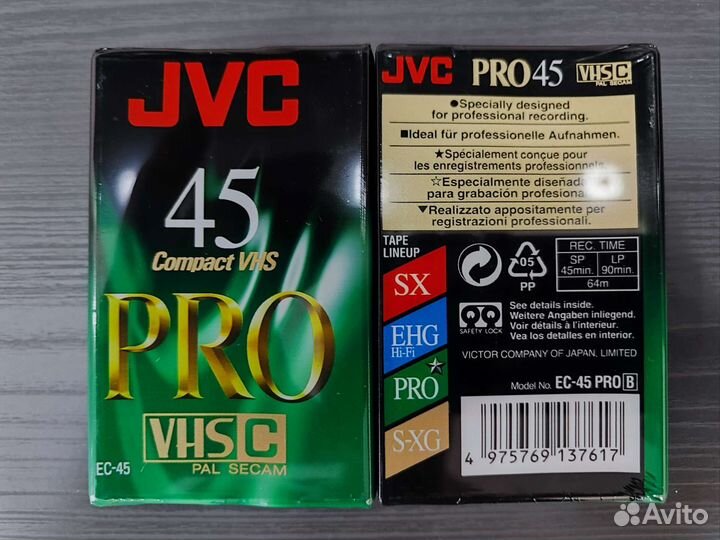 JVC
45
Compact VHS
PRO
VHS C
PAL SECAM
EC-45
JVC PRO45 VHS C
PAL SECAM
●Specially designed
for professional recording.
■Ideal für professionelle Aufnahmen.
★Spécialement conçue pour
les enregistrements professionnels.
☆Especialmente diseñada
para grabación profesional.
▼Realizzato appositamente per
registrazioni professionali.
TAPE
LINEUP
SX
EHG
Hi-Fi
PRO★
S-XG
05
PP
REC. TIME
SP LP
45min. 90min.
64m
SAFETY LOCK
See details inside.
Weitere Angaben inliegend.
Voir détails à l'interieur.
Vea los detalles en interior.
VICTOR COMPANY OF JAPAN, LIMITED
Model No. EC-45 PRO B
4 975769 137617
Avito